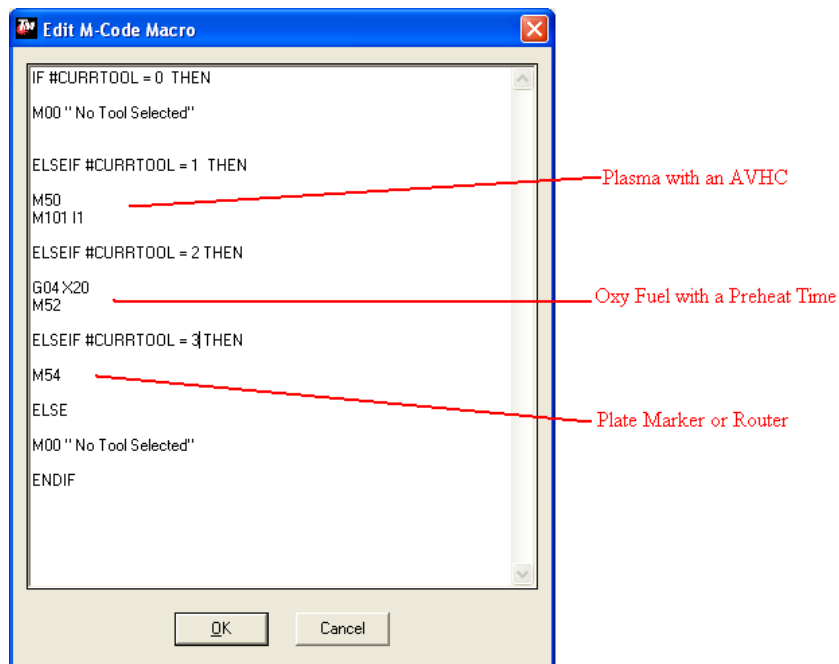 Edit M-Code Macro
IF #CURRTOOL = 0 THEN
M00 " No Tool Selected"
ELSEIF #CURRTOOL = 1 THEN
M50
M101 I1
Plasma with an AVHC
ELSEIF #CURRTOOL = 2 THEN
G04 X20
M52
Oxy Fuel with a Preheat Time
ELSEIF #CURRTOOL = 3 THEN
M54
Plate Marker or Router
ELSE
M00 " No Tool Selected"
ENDIF
OK
Cancel